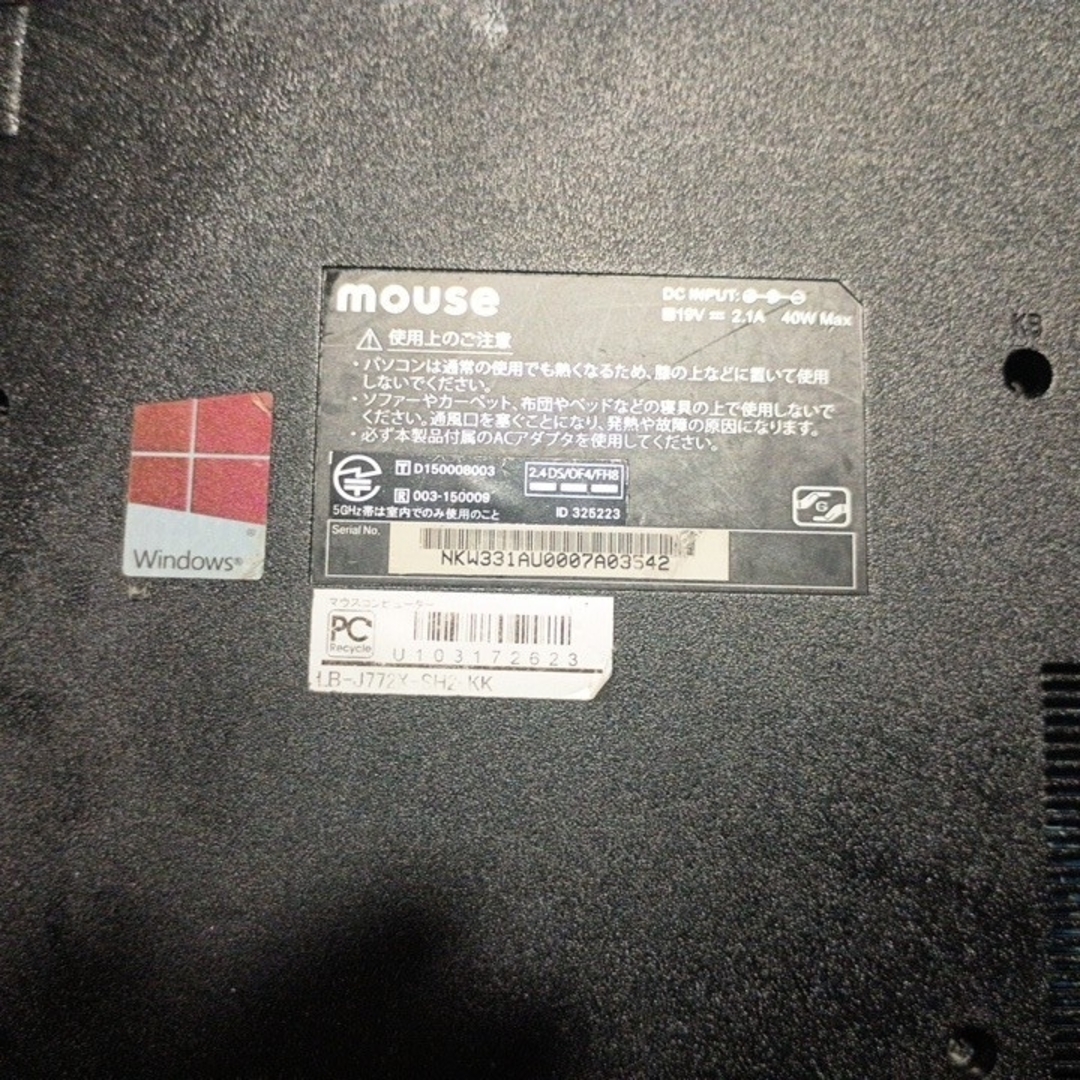 mouse
DC INPUT:
19V 2.1A 40W Max
使用上のご注意
・パソコンは通常の使用でも熱くなるため、膝の上などに置いて使用
しないでください。
・ソファーやカーペット、布団やベッドなどの寝具の上で使用しないで
ください。通風口を塞ぐことになり、発熱や故障の原因になります。
・必ず本製品付属のACアダプタを使用してください。
T D150008003
2.4DS/OF4/FH8
R 003-150009
5GHz帯は室内でのみ使用のこと
ID 325223
6
Serial No.
NKW331AU0007A03542
Windows®
マウスコンピューター
PC
Recycle
U103172623
LB-J772X-SH2-KK
KB